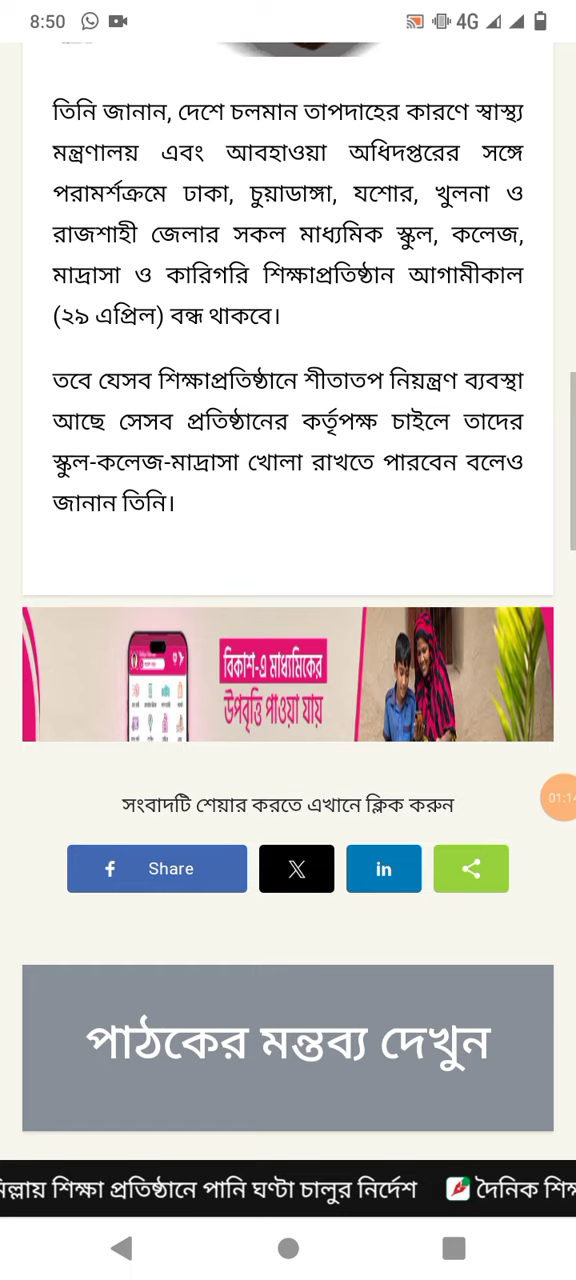 8:50
4G
তিনি জানান, দেশে চলমান তাপদাহের কারণে স্বাস্থ্য
মন্ত্রণালয় এবং আবহাওয়া অধিদপ্তরের সঙ্গে
পরামর্শক্রমে ঢাকা, চুয়াডাঙ্গা, যশোর, খুলনা ও
রাজশাহী জেলার সকল মাধ্যমিক স্কুল, কলেজ,
মাদ্রাসা ও কারিগরি শিক্ষাপ্রতিষ্ঠান আগামীকাল
(২৯ এপ্রিল) বন্ধ থাকবে।
তবে যেসব শিক্ষাপ্রতিষ্ঠানে শীতাতপ নিয়ন্ত্রণ ব্যবস্থা
আছে সেসব প্রতিষ্ঠানের কর্তৃপক্ষ চাইলে তাদের
স্কুল-কলেজ-মাদ্রাসা খোলা রাখতে পারবেন বলেও
জানান তিনি।
বিকাশ-এ মাধ্যমিকের
উপবৃত্তি পাওয়া যায়
সংবাদটি শেয়ার করতে এখানে ক্লিক করুন
01:14
f Share
X
in
পাঠকের মন্তব্য দেখুন
শিক্ষা প্রতিষ্ঠানে পানি ঘণ্টা চালুর নির্দেশ দৈনিক